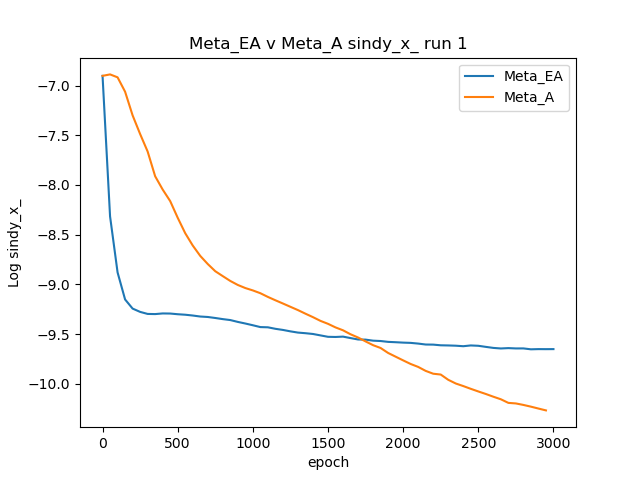 Meta_EA v Meta_A sindy_x_ run 1
Meta_EA
Meta_A
Log sindy_x_
−7.0
−7.5
−8.0
−8.5
−9.0
−9.5
−10.0
0 500 1000 1500 2000 2500 3000
epoch